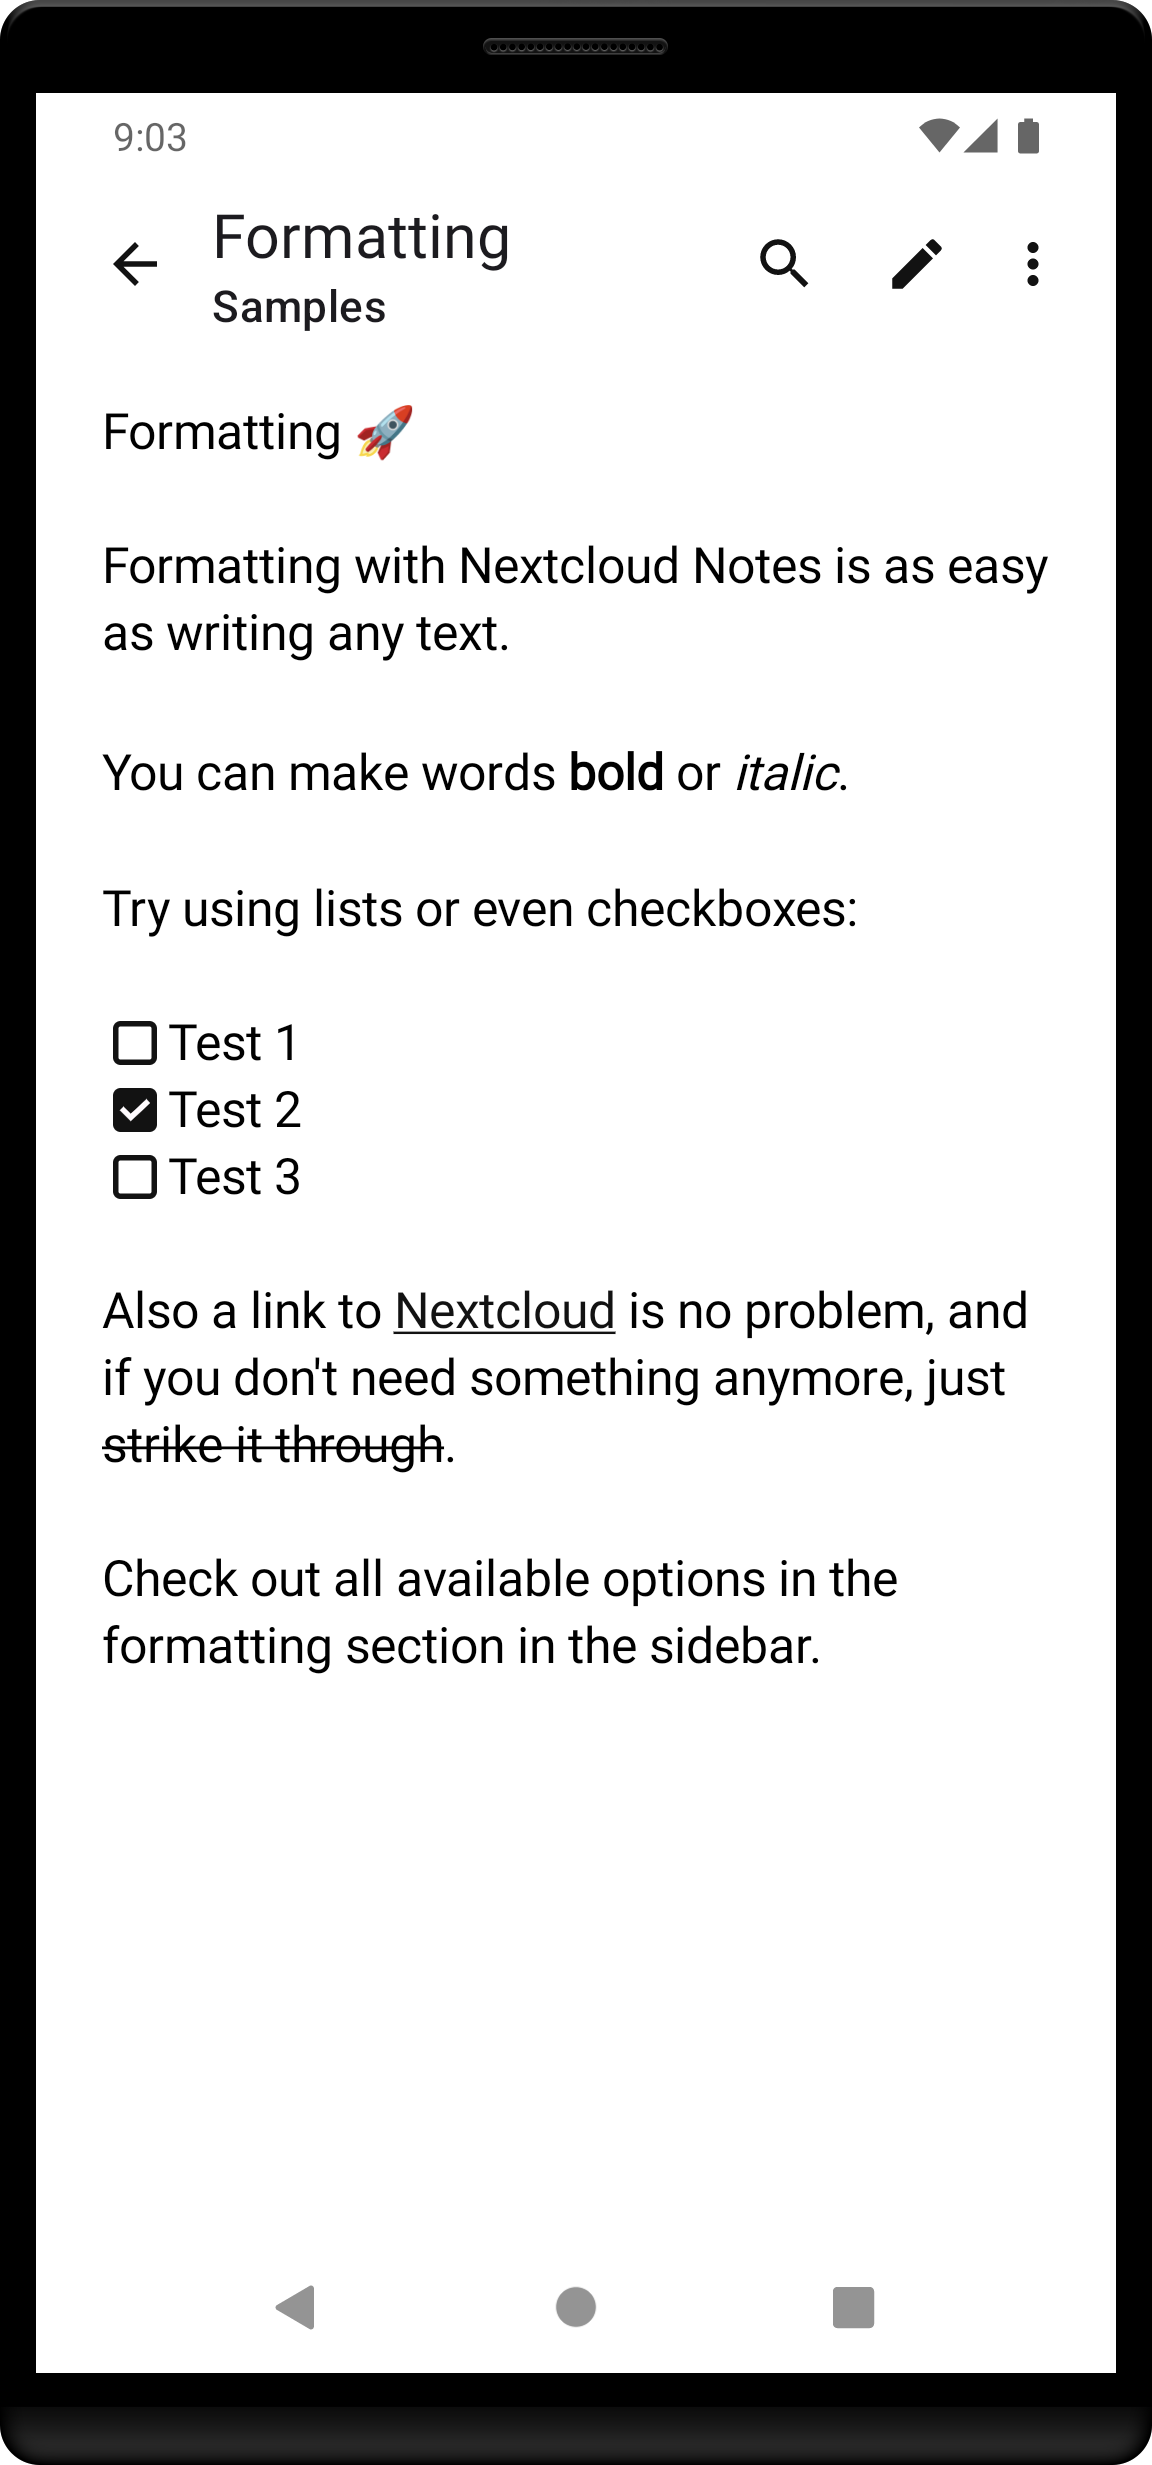 9:03
Formatting
Samples
Formatting 🚀
Formatting with Nextcloud Notes is as easy
as writing any text.
You can make words bold or italic.
Try using lists or even checkboxes:
Test 1
Test 2
Test 3
Also a link to Nextcloud is no problem, and
if you don't need something anymore, just
strike it through.
Check out all available options in the
formatting section in the sidebar.